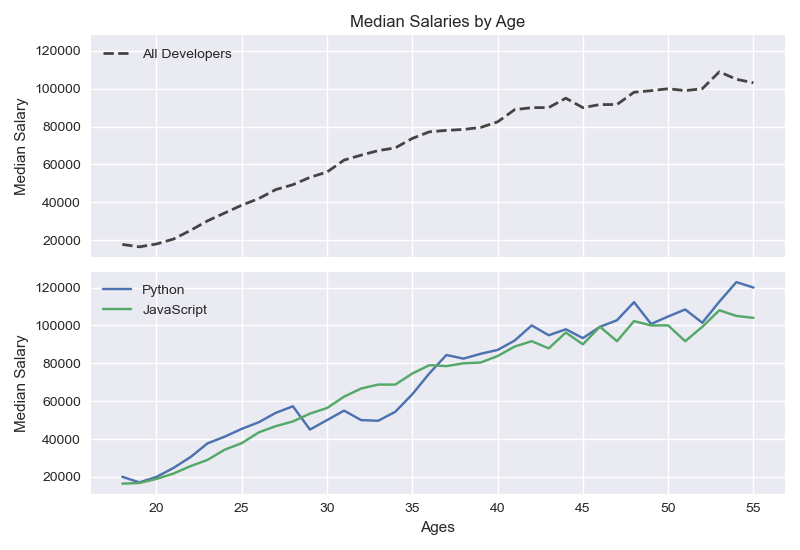 Median Salaries by Age
All Developers
Median Salary
120000
100000
80000
60000
40000
20000
Python
JavaScript
Median Salary
120000
100000
80000
60000
40000
20000
20 25 30 35 40 45 50 55
Ages